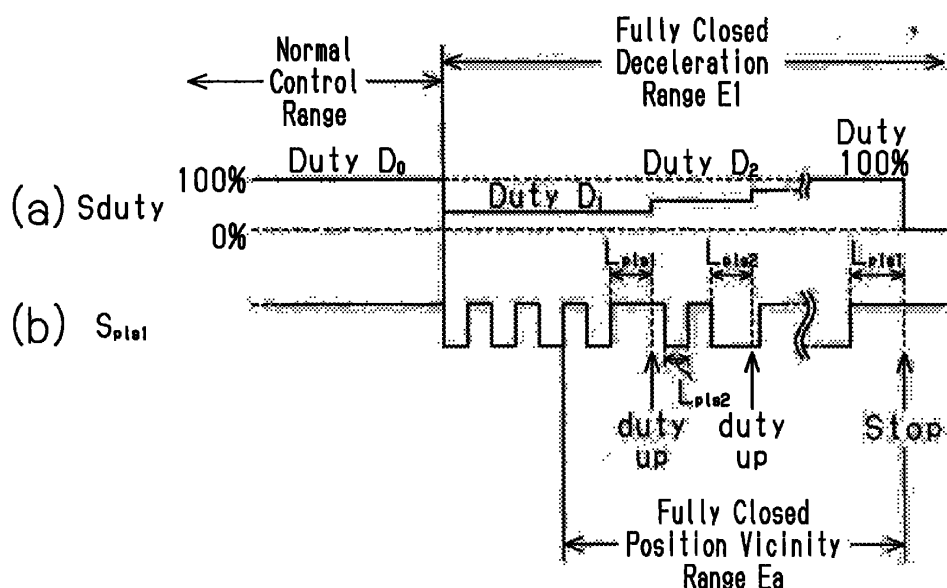 Normal
Control
Range
Fully Closed
Deceleration
Range E1
Duty D₀
Duty D₁
Duty D₂
Duty
100%
100%
(a) Sduty
0%
Lpls1
Lpls2
Lpls1
(b) Spls1
Lpls2
duty
up
duty
up
Stop
Fully Closed
Position Vicinity
Range Ea